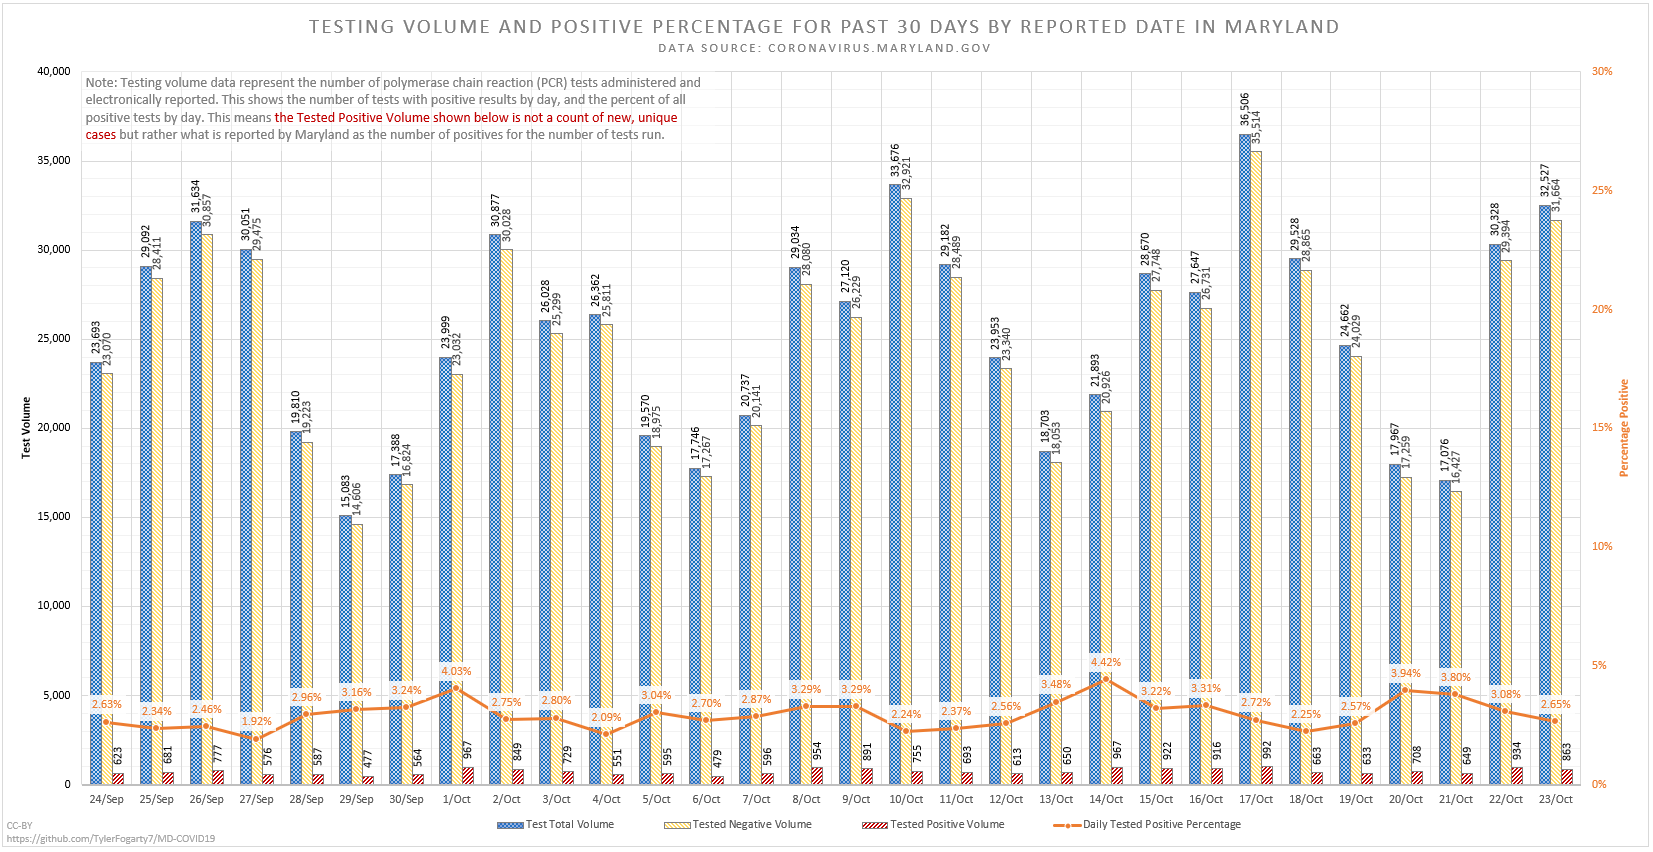 TESTING VOLUME AND POSITIVE PERCENTAGE FOR PAST 30 DAYS BY REPORTED DATE IN MARYLAND
DATA SOURCE: CORONAVIRUS.MARYLAND.GOV
Note: Testing volume data represent the number of polymerase chain reaction (PCR) tests administered and
electronically reported. This shows the number of tests with positive results by day, and the percent of all
positive tests by day. This means the Tested Positive Volume shown below is not a count of new, unique
cases but rather what is reported by Maryland as the number of positives for the number of tests run.
Test Volume
40,000
35,000
30,000
25,000
20,000
15,000
10,000
5,000
0
Percentage Positive
30%
25%
20%
15%
10%
5%
0%
23,693 23,070 2.63% 623 24/Sep
29,092 28,411 2.34% 681 25/Sep
31,634 30,857 2.46% 777 26/Sep
30,051 29,475 1.92% 576 27/Sep
19,810 19,223 2.96% 587 28/Sep
15,083 14,606 3.16% 477 29/Sep
17,388 16,824 3.24% 564 30/Sep
23,999 23,032 4.03% 967 1/Oct
30,877 30,028 2.75% 849 2/Oct
26,028 25,299 2.80% 729 3/Oct
26,362 25,811 2.09% 551 4/Oct
19,570 18,975 3.04% 595 5/Oct
17,746 17,267 2.70% 479 6/Oct
20,737 20,141 2.87% 596 7/Oct
29,034 28,080 3.29% 954 8/Oct
27,120 26,229 3.29% 891 9/Oct
33,676 32,921 2.24% 755 10/Oct
29,182 28,489 2.37% 693 11/Oct
23,953 23,340 2.56% 613 12/Oct
18,703 18,053 3.48% 650 13/Oct
21,893 20,926 4.42% 967 14/Oct
28,670 27,748 3.22% 922 15/Oct
27,647 26,731 3.31% 916 16/Oct
36,506 35,514 2.72% 992 17/Oct
29,528 28,865 2.25% 663 18/Oct
24,662 24,029 2.57% 633 19/Oct
17,967 17,259 3.94% 708 20/Oct
17,076 16,427 3.80% 649 21/Oct
30,328 29,394 3.08% 934 22/Oct
32,527 31,664 2.65% 863 23/Oct
Test Total Volume
Tested Negative Volume
Tested Positive Volume
Daily Tested Positive Percentage
CC-BY
https://github.com/TylerFogarty7/MD-COVID19